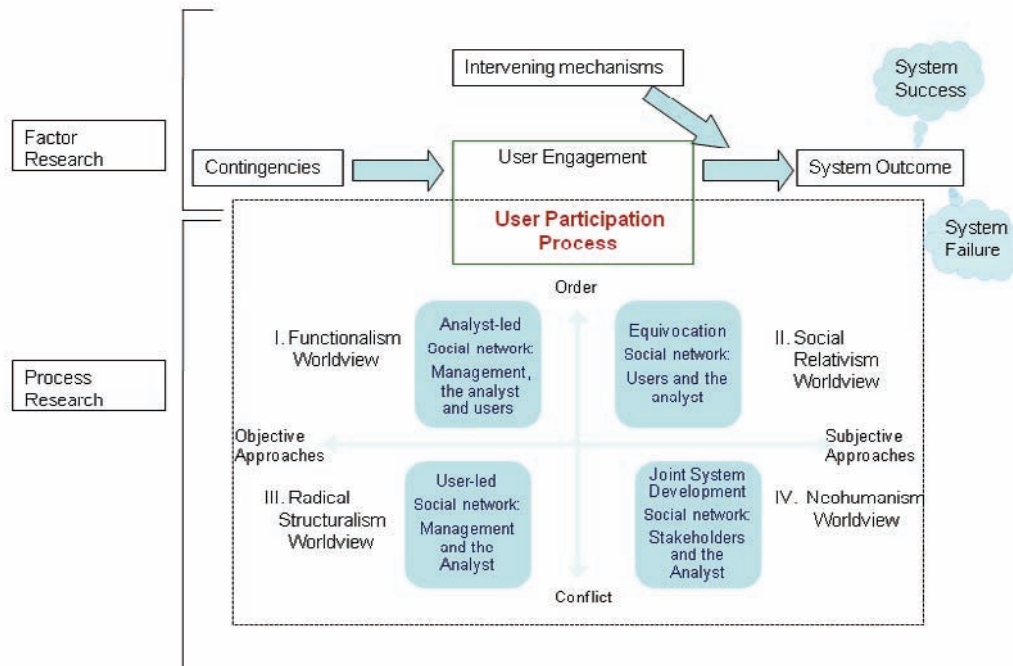 Intervening mechanisms
System
Success
Factor
Research
Contingencies
User Engagement
System Outcome
User Participation
Process
System
Failure
Order
I. Functionalism
Worldview
Analyst-led
Social network:
Management,
the analyst
and users
Equivocation
Social network:
Users and the
analyst
II. Social
Relativism
Worldview
Process
Research
Objective
Approaches
Subjective
Approaches
III. Radical
Structuralism
Worldview
User-led
Social network:
Management
and the
Analyst
Joint System
Development
Social network:
Stakeholders
and the
Analyst
IV. Neohumanism
Worldview
Conflict